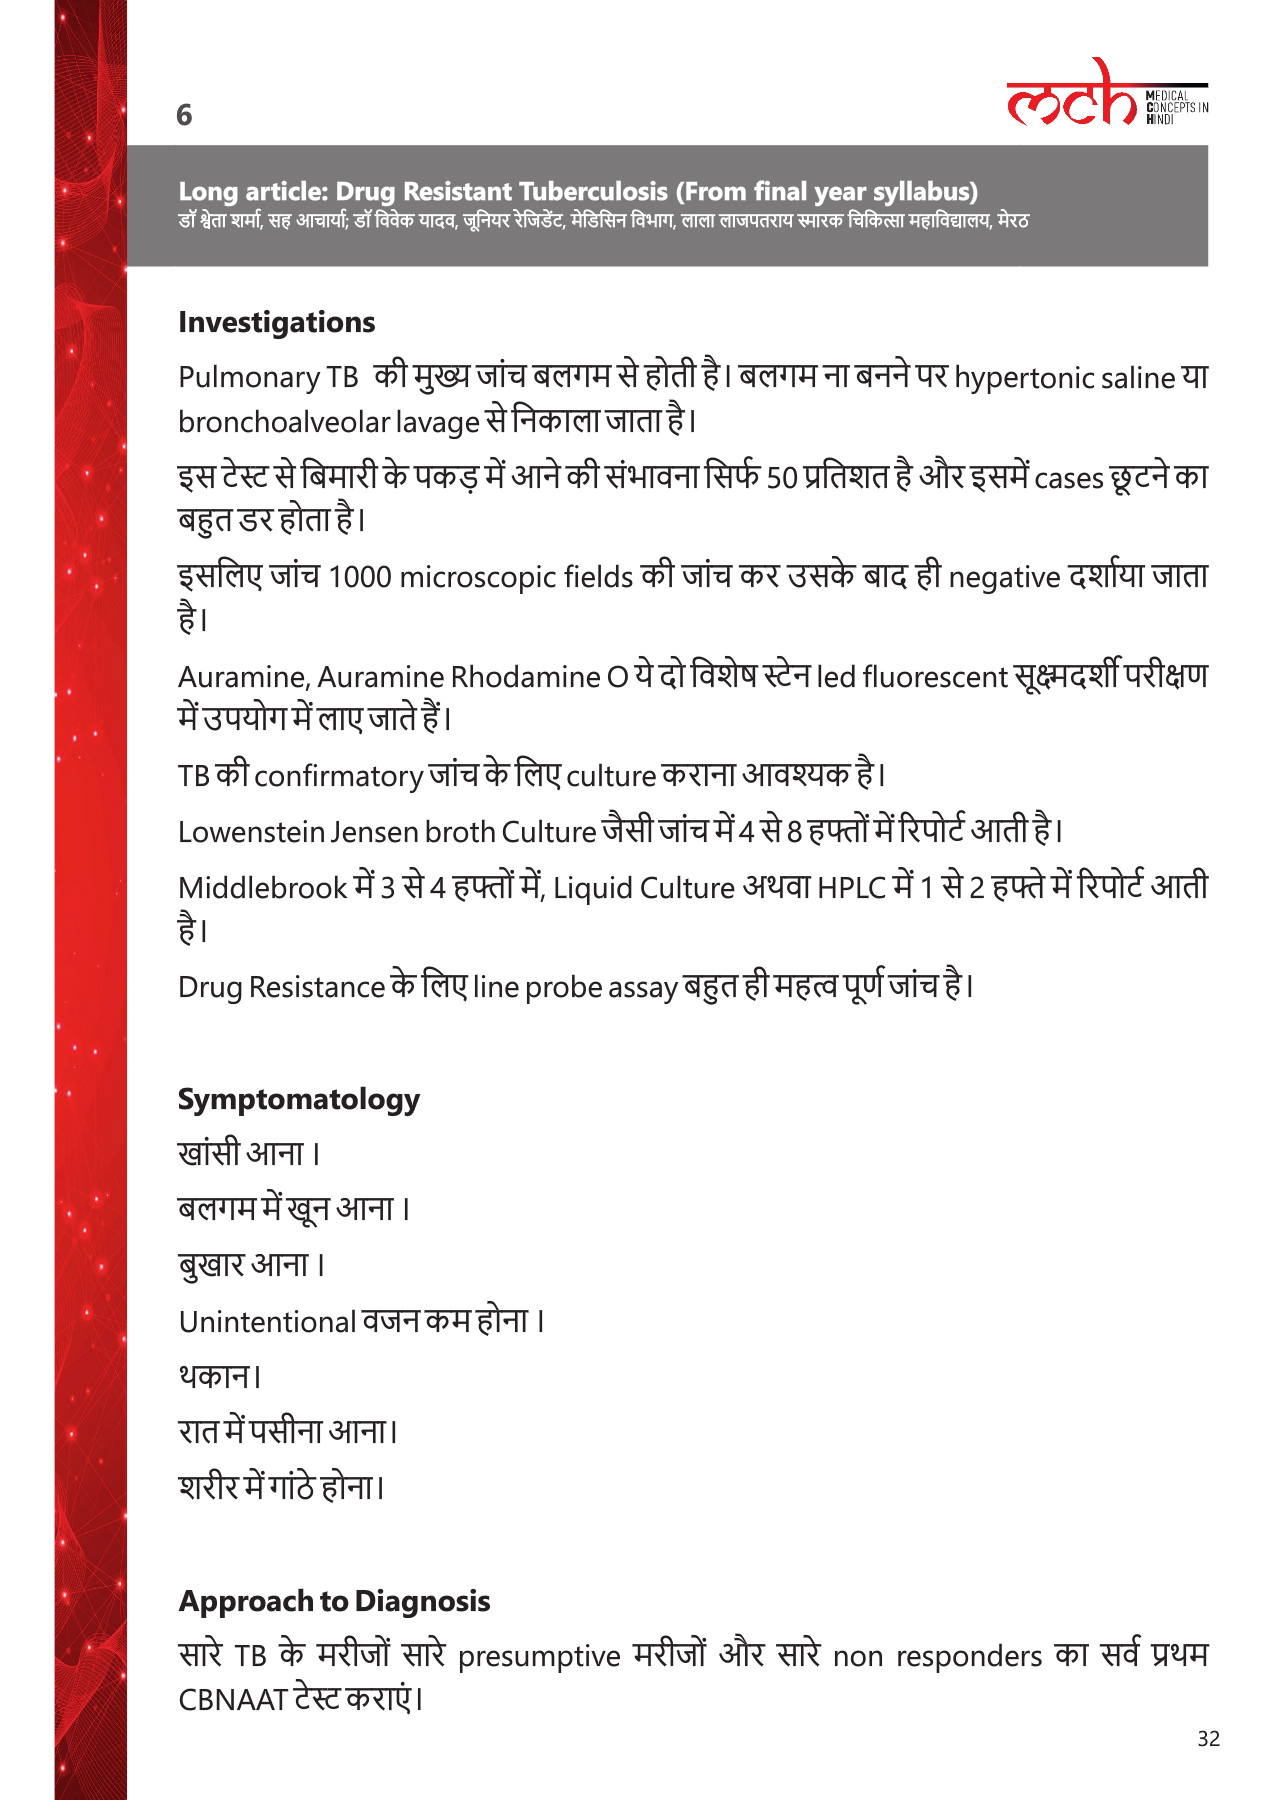 6
mch MEDICAL
CONCEPTS IN
HINDI
Long article: Drug Resistant Tuberculosis (From final year syllabus)
डॉ श्वेता शर्मा, सह आचार्या; डॉ विवेक यादव, जूनियर रेजिडेंट, मेडिसिन विभाग, लाला लाजपतराय स्मारक चिकित्सा महाविद्यालय, मेरठ
Investigations
Pulmonary TB की मुख्य जांच बलगम से होती है। बलगम ना बनने पर hypertonic saline या
bronchoalveolar lavage से निकाला जाता है।
इस टेस्ट से बिमारी के पकड़ में आने की संभावना सिर्फ 50 प्रतिशत है और इसमें cases छूटने का
बहुत डर होता है।
इसलिए जांच 1000 microscopic fields की जांच कर उसके बाद ही negative दर्शाया जाता
है।
Auramine, Auramine Rhodamine O ये दो विशेष स्टेन led fluorescent सूक्ष्मदर्शी परीक्षण
में उपयोग में लाए जाते हैं।
TB की confirmatory जांच के लिए culture कराना आवश्यक है।
Lowenstein Jensen broth Culture जैसी जांच में 4 से 8 हफ्तों में रिपोर्ट आती है।
Middlebrook में 3 से 4 हफ्तों में, Liquid Culture अथवा HPLC में 1 से 2 हफ्ते में रिपोर्ट आती
है।
Drug Resistance के लिए line probe assay बहुत ही महत्व पूर्ण जांच है।
Symptomatology
खांसी आना ।
बलगम में खून आना ।
बुखार आना ।
Unintentional वजन कम होना ।
थकान।
रात में पसीना आना।
शरीर में गांठे होना।
Approach to Diagnosis
सारे TB के मरीजों सारे presumptive मरीजों और सारे non responders का सर्व प्रथम
CBNAAT टेस्ट कराएं।
32